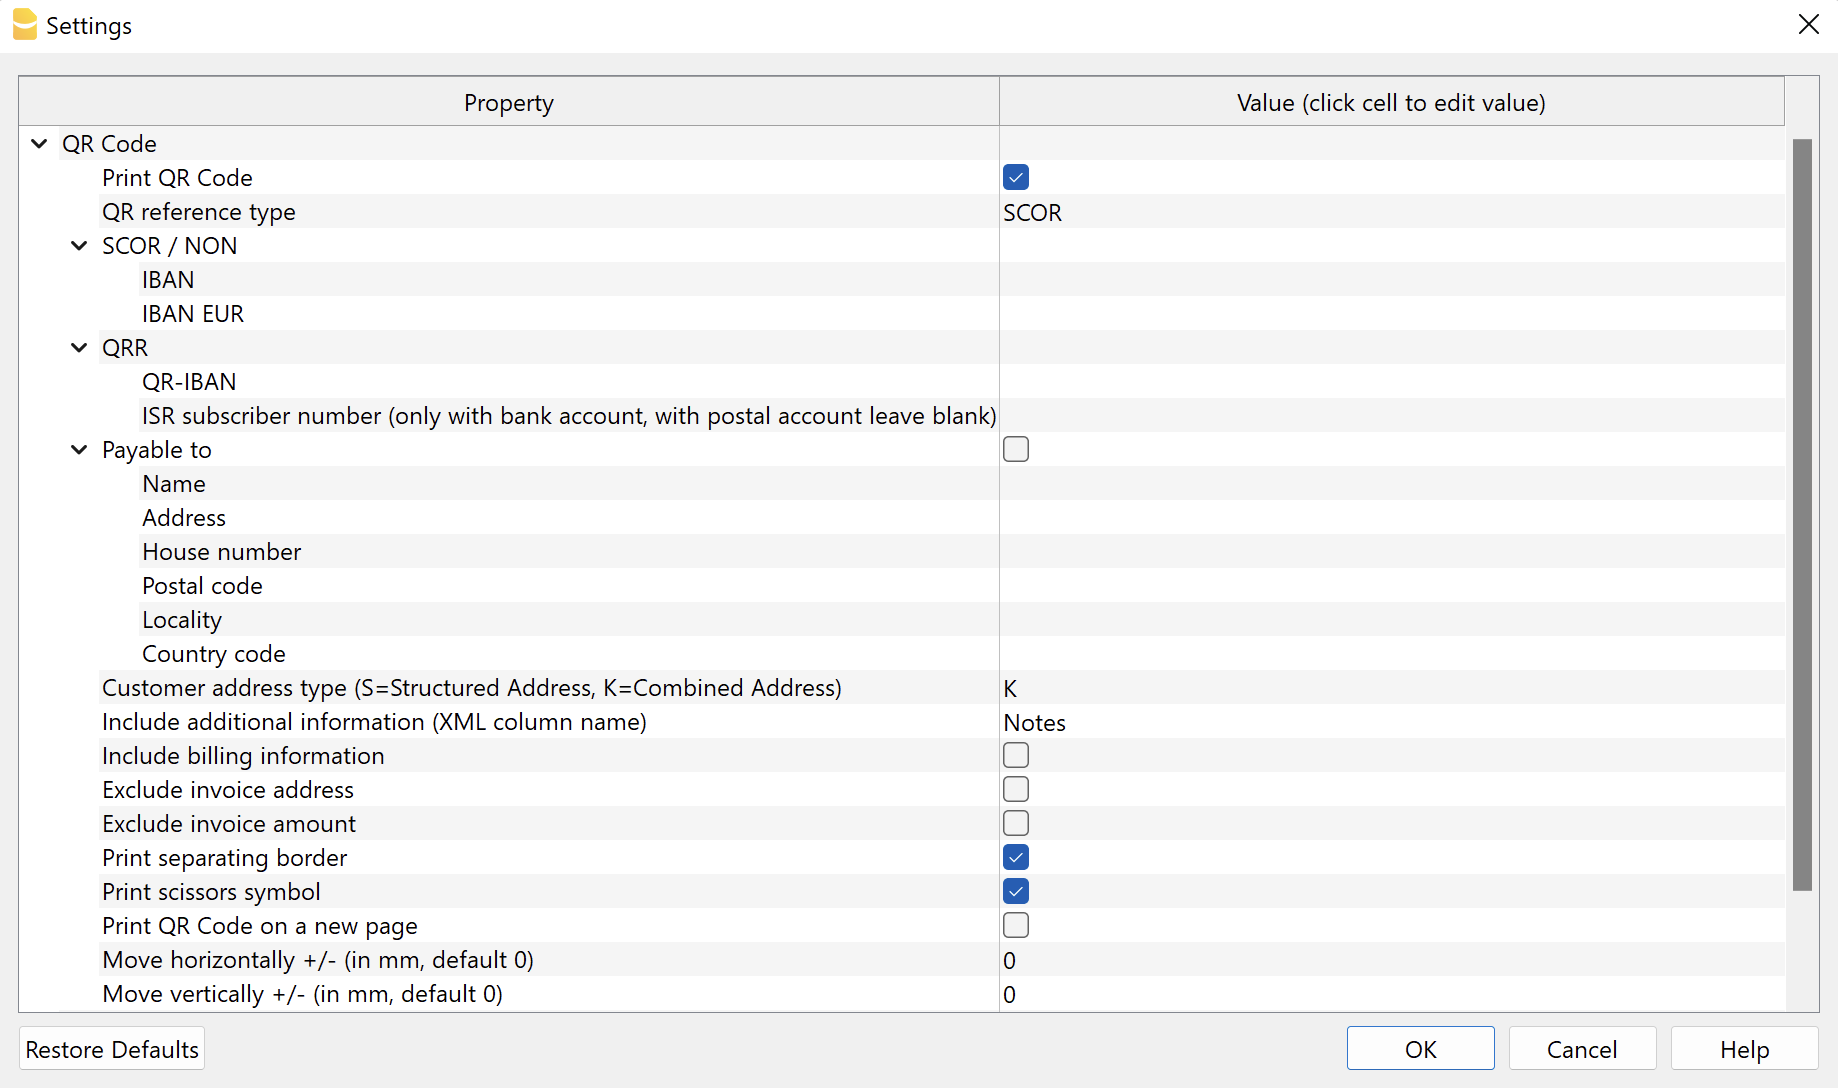 Settings
Property Value (click cell to edit value)
QR Code
Print QR Code
QR reference type SCOR
SCOR / NON
IBAN
IBAN EUR
QRR
QR-IBAN
ISR subscriber number (only with bank account, with postal account leave blank)
Payable to
Name
Address
House number
Postal code
Locality
Country code
Customer address type (S=Structured Address, K=Combined Address) K
Include additional information (XML column name) Notes
Include billing information
Exclude invoice address
Exclude invoice amount
Print separating border
Print scissors symbol
Print QR Code on a new page
Move horizontally +/- (in mm, default 0) 0
Move vertically +/- (in mm, default 0) 0
Restore Defaults OK Cancel Help